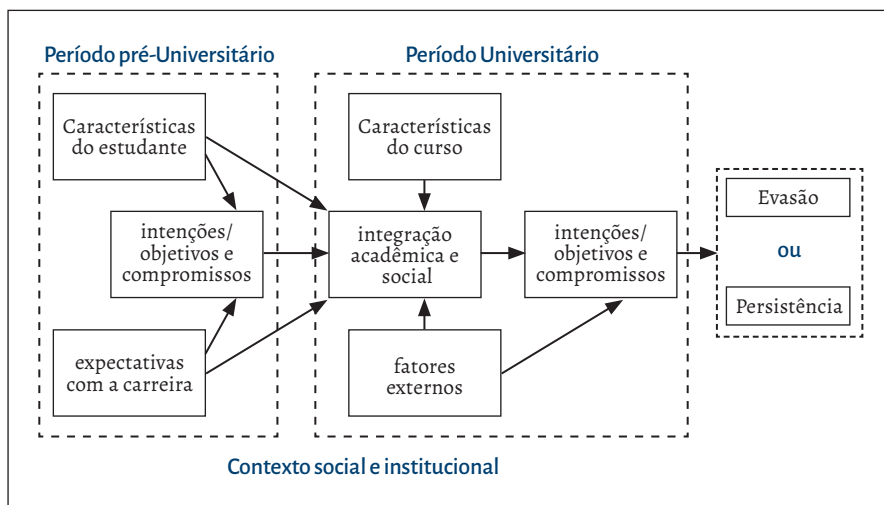 Período pré-Universitário
Período Universitário
Características
do estudante
Características
do curso
intenções/
objetivos e
compromissos
integração
acadêmica e
social
intenções/
objetivos e
compromissos
expectativas
com a carreira
fatores
externos
Evasão
ou
Persistência
Contexto social e institucional